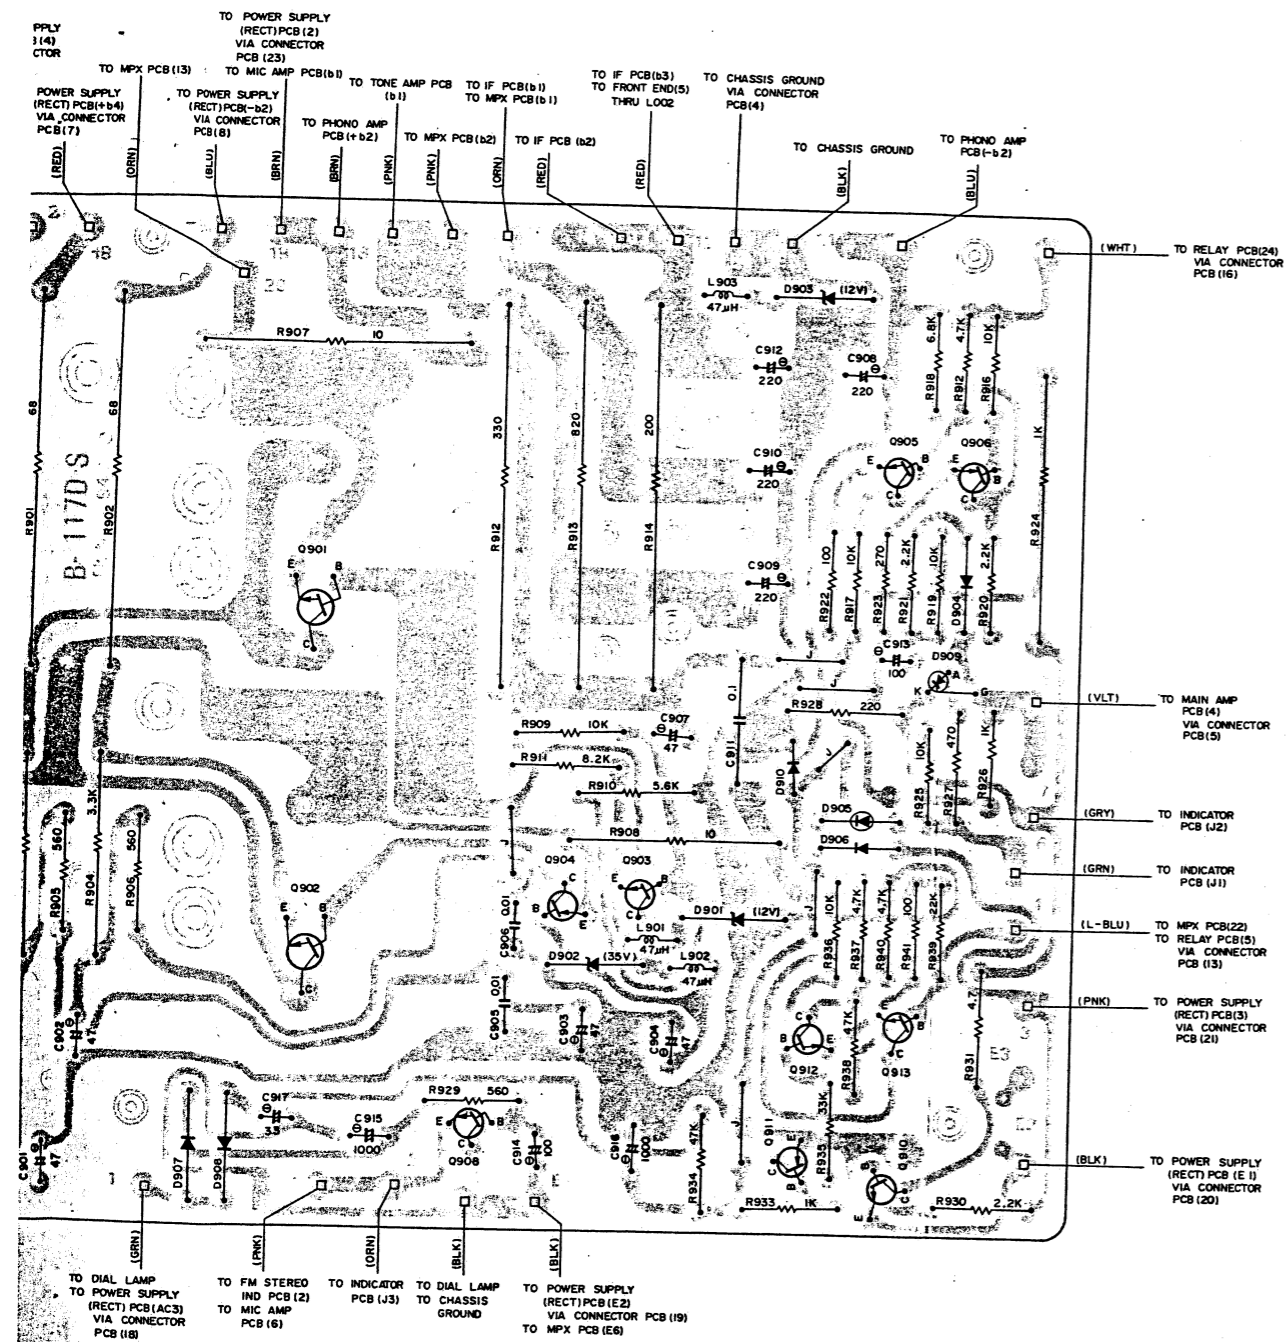 PPLY
3(4)
CTOR
TO POWER SUPPLY
(RECT) PCB (2)
VIA CONNECTOR
PCB (23)
TO MIC AMP PCB(b1)
TO MPX PCB(13)
POWER SUPPLY
(RECT) PCB(+b4)
VIA CONNECTOR
PCB(7)
TO POWER SUPPLY
(RECT)PCB(-b2)
VIA CONNECTOR
PCB(8)
TO PHONO AMP
PCB(+b2)
TO TONE AMP PCB
(b1)
TO MPX PCB(b2)
TO IF PCB(b1)
TO MPX PCB(b1)
TO IF PCB (b2)
TO IF PCB(b3)
TO FRONT END(5)
THRU L002
TO CHASSIS GROUND
VIA CONNECTOR
PCB(4)
TO CHASSIS GROUND
TO PHONO AMP
PCB(-b2)
(RED)
(ORN)
(BLU)
(BRN)
(BRN)
(PNK)
(PNK)
(ORN)
(RED)
(RED)
(BLK)
(BLU)
(WHT)
TO RELAY PCB(24)
VIA CONNECTOR
PCB (16)
L903
47μH
D903 (12V)
R907 10
C912
220
C908
220
R918 6.8K
R912 4.7K
R916 10K
R901 68
R902 68
B-117D S
R912 330
R913 820
R914 200
C910
220
Q905
E B
C
Q906
E B
C
R924 1K
Q901
E B
C
C909
220
R922 100
R917 10K
R923 270
R921 2.2K
R919 10K
D904
R920 2.2K
J
C913
100
D909
A
K G
J
(VLT)
TO MAIN AMP
PCB(4)
VIA CONNECTOR
PCB(5)
R928 220
C911 0.1
R909 10K
C907
47
R911 8.2K
R910 5.6K
D910
J
R925 10K
R927 470
R926 1K
D905
D906
R908 10
(GRY)
TO INDICATOR
PCB (J2)
(GRN)
TO INDICATOR
PCB (J1)
R905 560
R904 3.3K
R906 560
J
Q904
C
B E
Q903
E B
C
D901 (12V)
J
R936 10K
R937 4.7K
R940 4.7K
R941 100
R939 22K
(L-BLU)
TO MPX PCB(22)
TO RELAY PCB(5)
VIA CONNECTOR
PCB (13)
Q902
E B
C
C906 0.01
L901
47μH
D902 (35V)
L902
47μH
C905 0.01
C903 47
C904 47
C902 47
Q912
B E
R938 47K
Q913
E B
C
R931 4.7
E3
(PNK)
TO POWER SUPPLY
(RECT) PCB(3)
VIA CONNECTOR
PCB(21)
C901 47
D907
D908
C917
3.3
C915
1000
R929 560
E B
C
Q908
C914 100
C916 1000
R934 47K
J
Q911
E
C
B
R935 33K
Q910
B C
E
R933 1K
R930 2.2K
(BLK)
TO POWER SUPPLY
(RECT) PCB (E1)
VIA CONNECTOR
PCB (20)
(GRN)
(PNK)
(ORN)
(BLK)
(BLK)
TO DIAL LAMP
TO POWER SUPPLY
(RECT) PCB(AC3)
VIA CONNECTOR
PCB (18)
TO FM STEREO
IND PCB(2)
TO MIC AMP
PCB(6)
TO INDICATOR
PCB (J3)
TO DIAL LAMP
TO CHASSIS
GROUND
TO POWER SUPPLY
(RECT) PCB(E2)
VIA CONNECTOR PCB (19)
TO MPX PCB (E6)